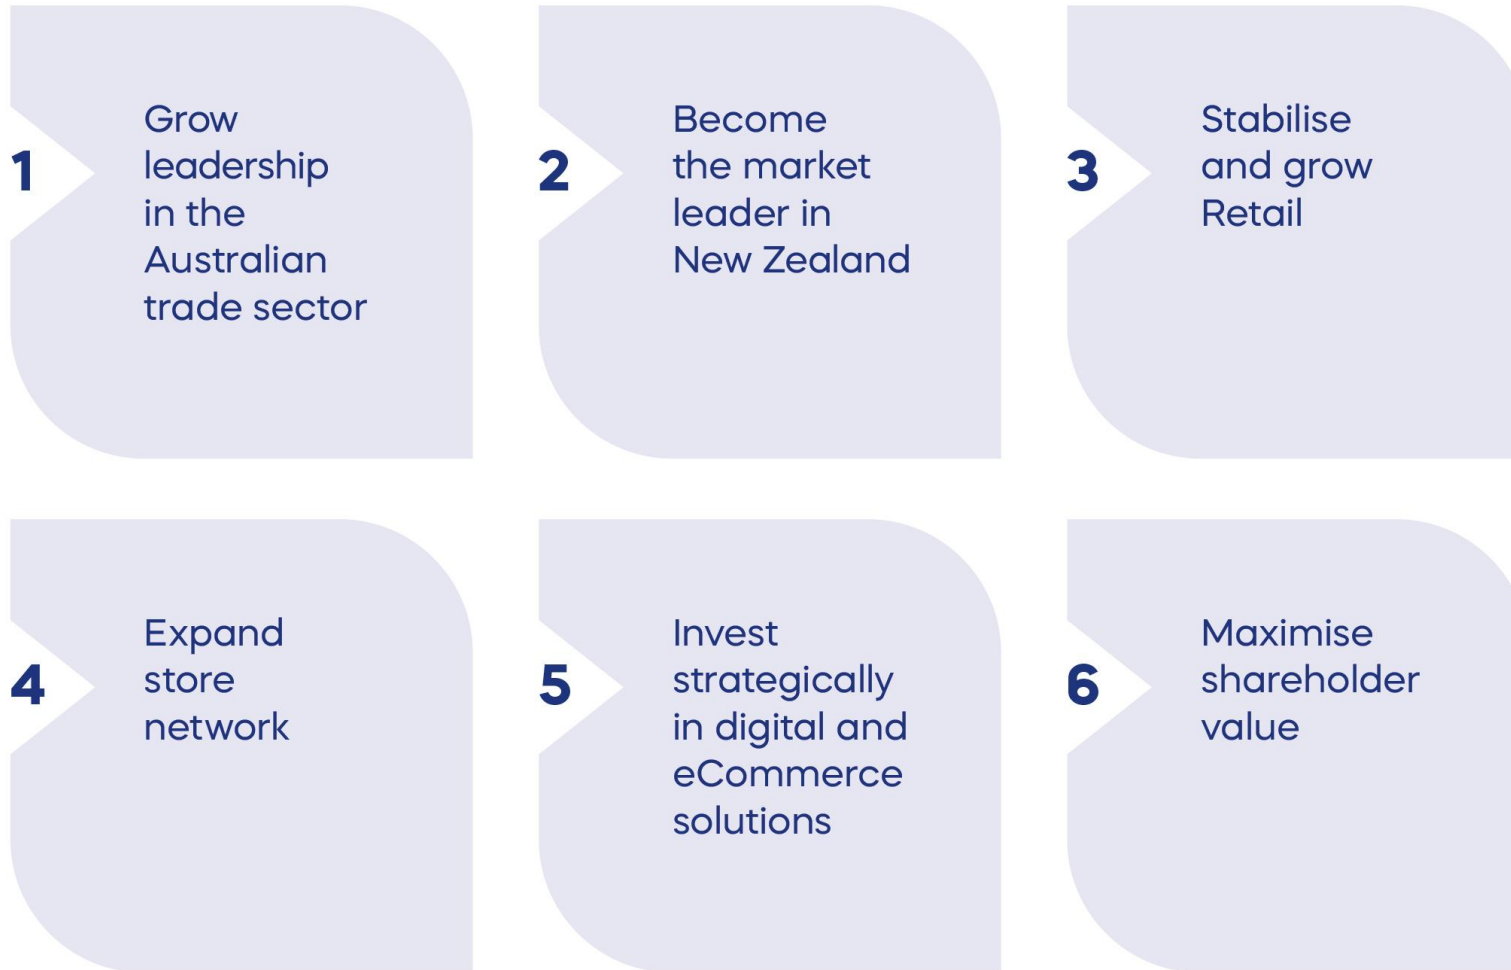 1
Grow
leadership
in the
Australian
trade sector
2
Become
the market
leader in
New Zealand
3
Stabilise
and grow
Retail
4
Expand
store
network
5
Invest
strategically
in digital and
eCommerce
solutions
6
Maximise
shareholder
value